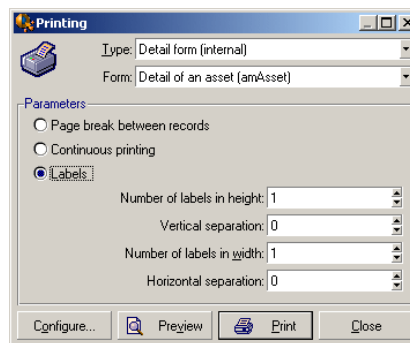 Printing
Type: Detail form (internal)
Form: Detail of an asset (amAsset)
Parameters
Page break between records
Continuous printing
Labels
Number of labels in height: 1
Vertical separation: 0
Number of labels in width: 1
Horizontal separation: 0
Configure... Preview Print Close